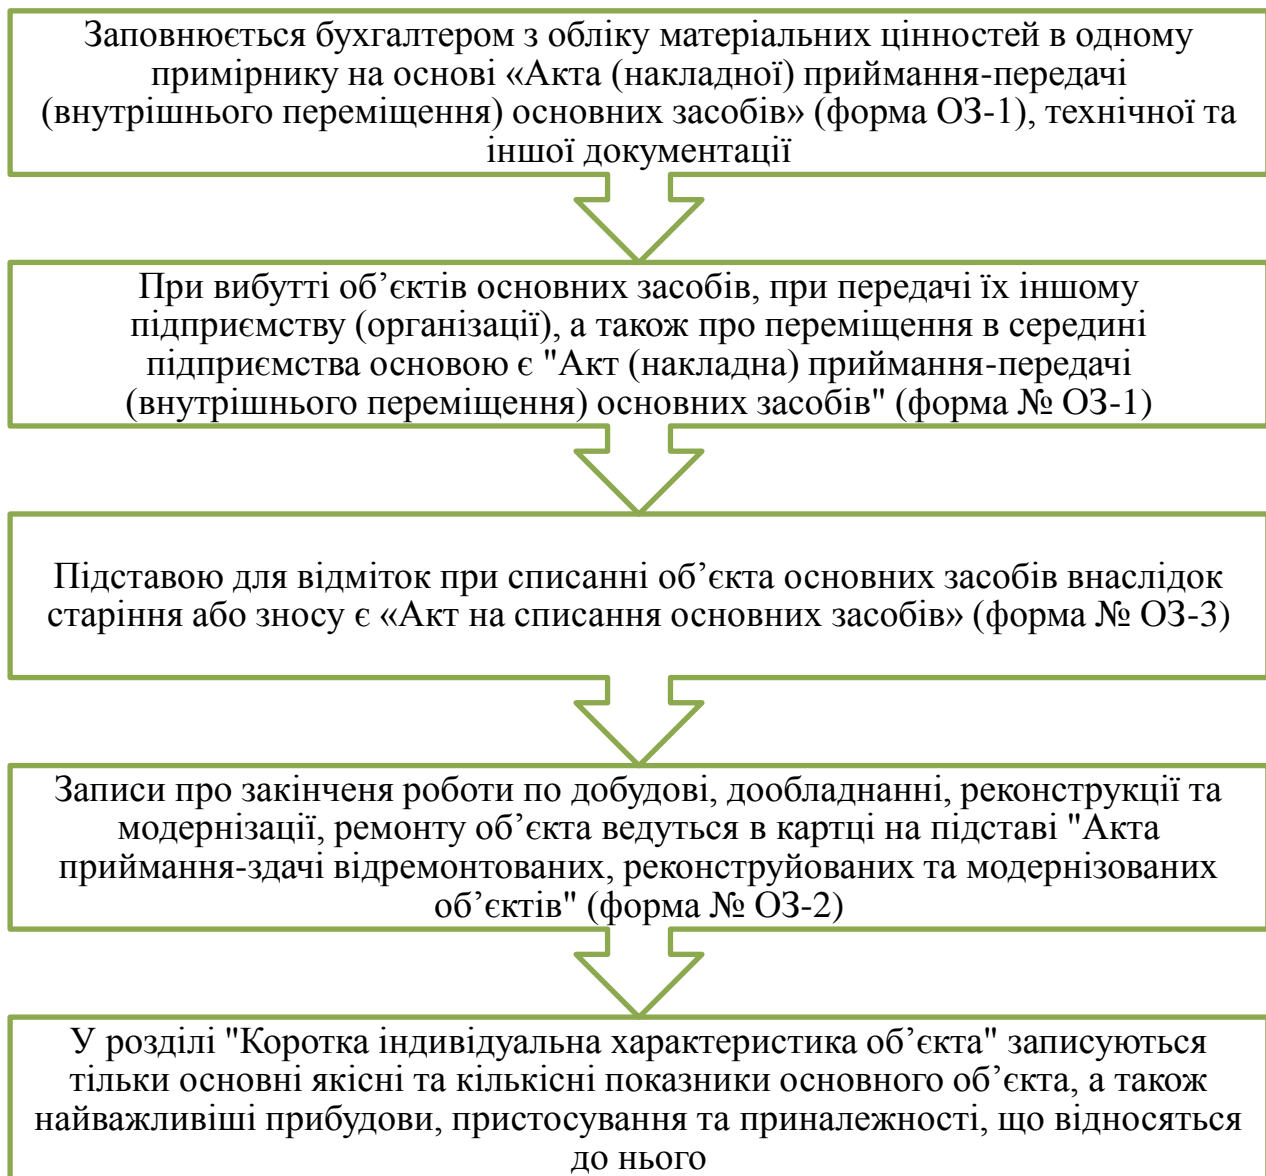 Заповнюється бухгалтером з обліку матеріальних цінностей в одному
примірнику на основі «Акта (накладної) приймання-передачі
(внутрішнього переміщення) основних засобів» (форма ОЗ-1), технічної та
іншої документації
При вибутті об’єктів основних засобів, при передачі їх іншому
підприємству (організації), а також про переміщення в середині
підприємства основою є "Акт (накладна) приймання-передачі
(внутрішнього переміщення) основних засобів" (форма № ОЗ-1)
Підставою для відміток при списанні об’єкта основних засобів внаслідок
старіння або зносу є «Акт на списання основних засобів» (форма № ОЗ-3)
Записи про закінченя роботи по добудові, дообладнанні, реконструкції та
модернізації, ремонту об’єкта ведуться в картці на підставі "Акта
приймання-здачі відремонтованих, реконструйованих та модернізованих
об’єктів" (форма № ОЗ-2)
У розділі "Коротка індивідуальна характеристика об’єкта" записуються
тільки основні якісні та кількісні показники основного об’єкта, а також
найважливіші прибудови, пристосування та приналежності, що відносяться
до нього